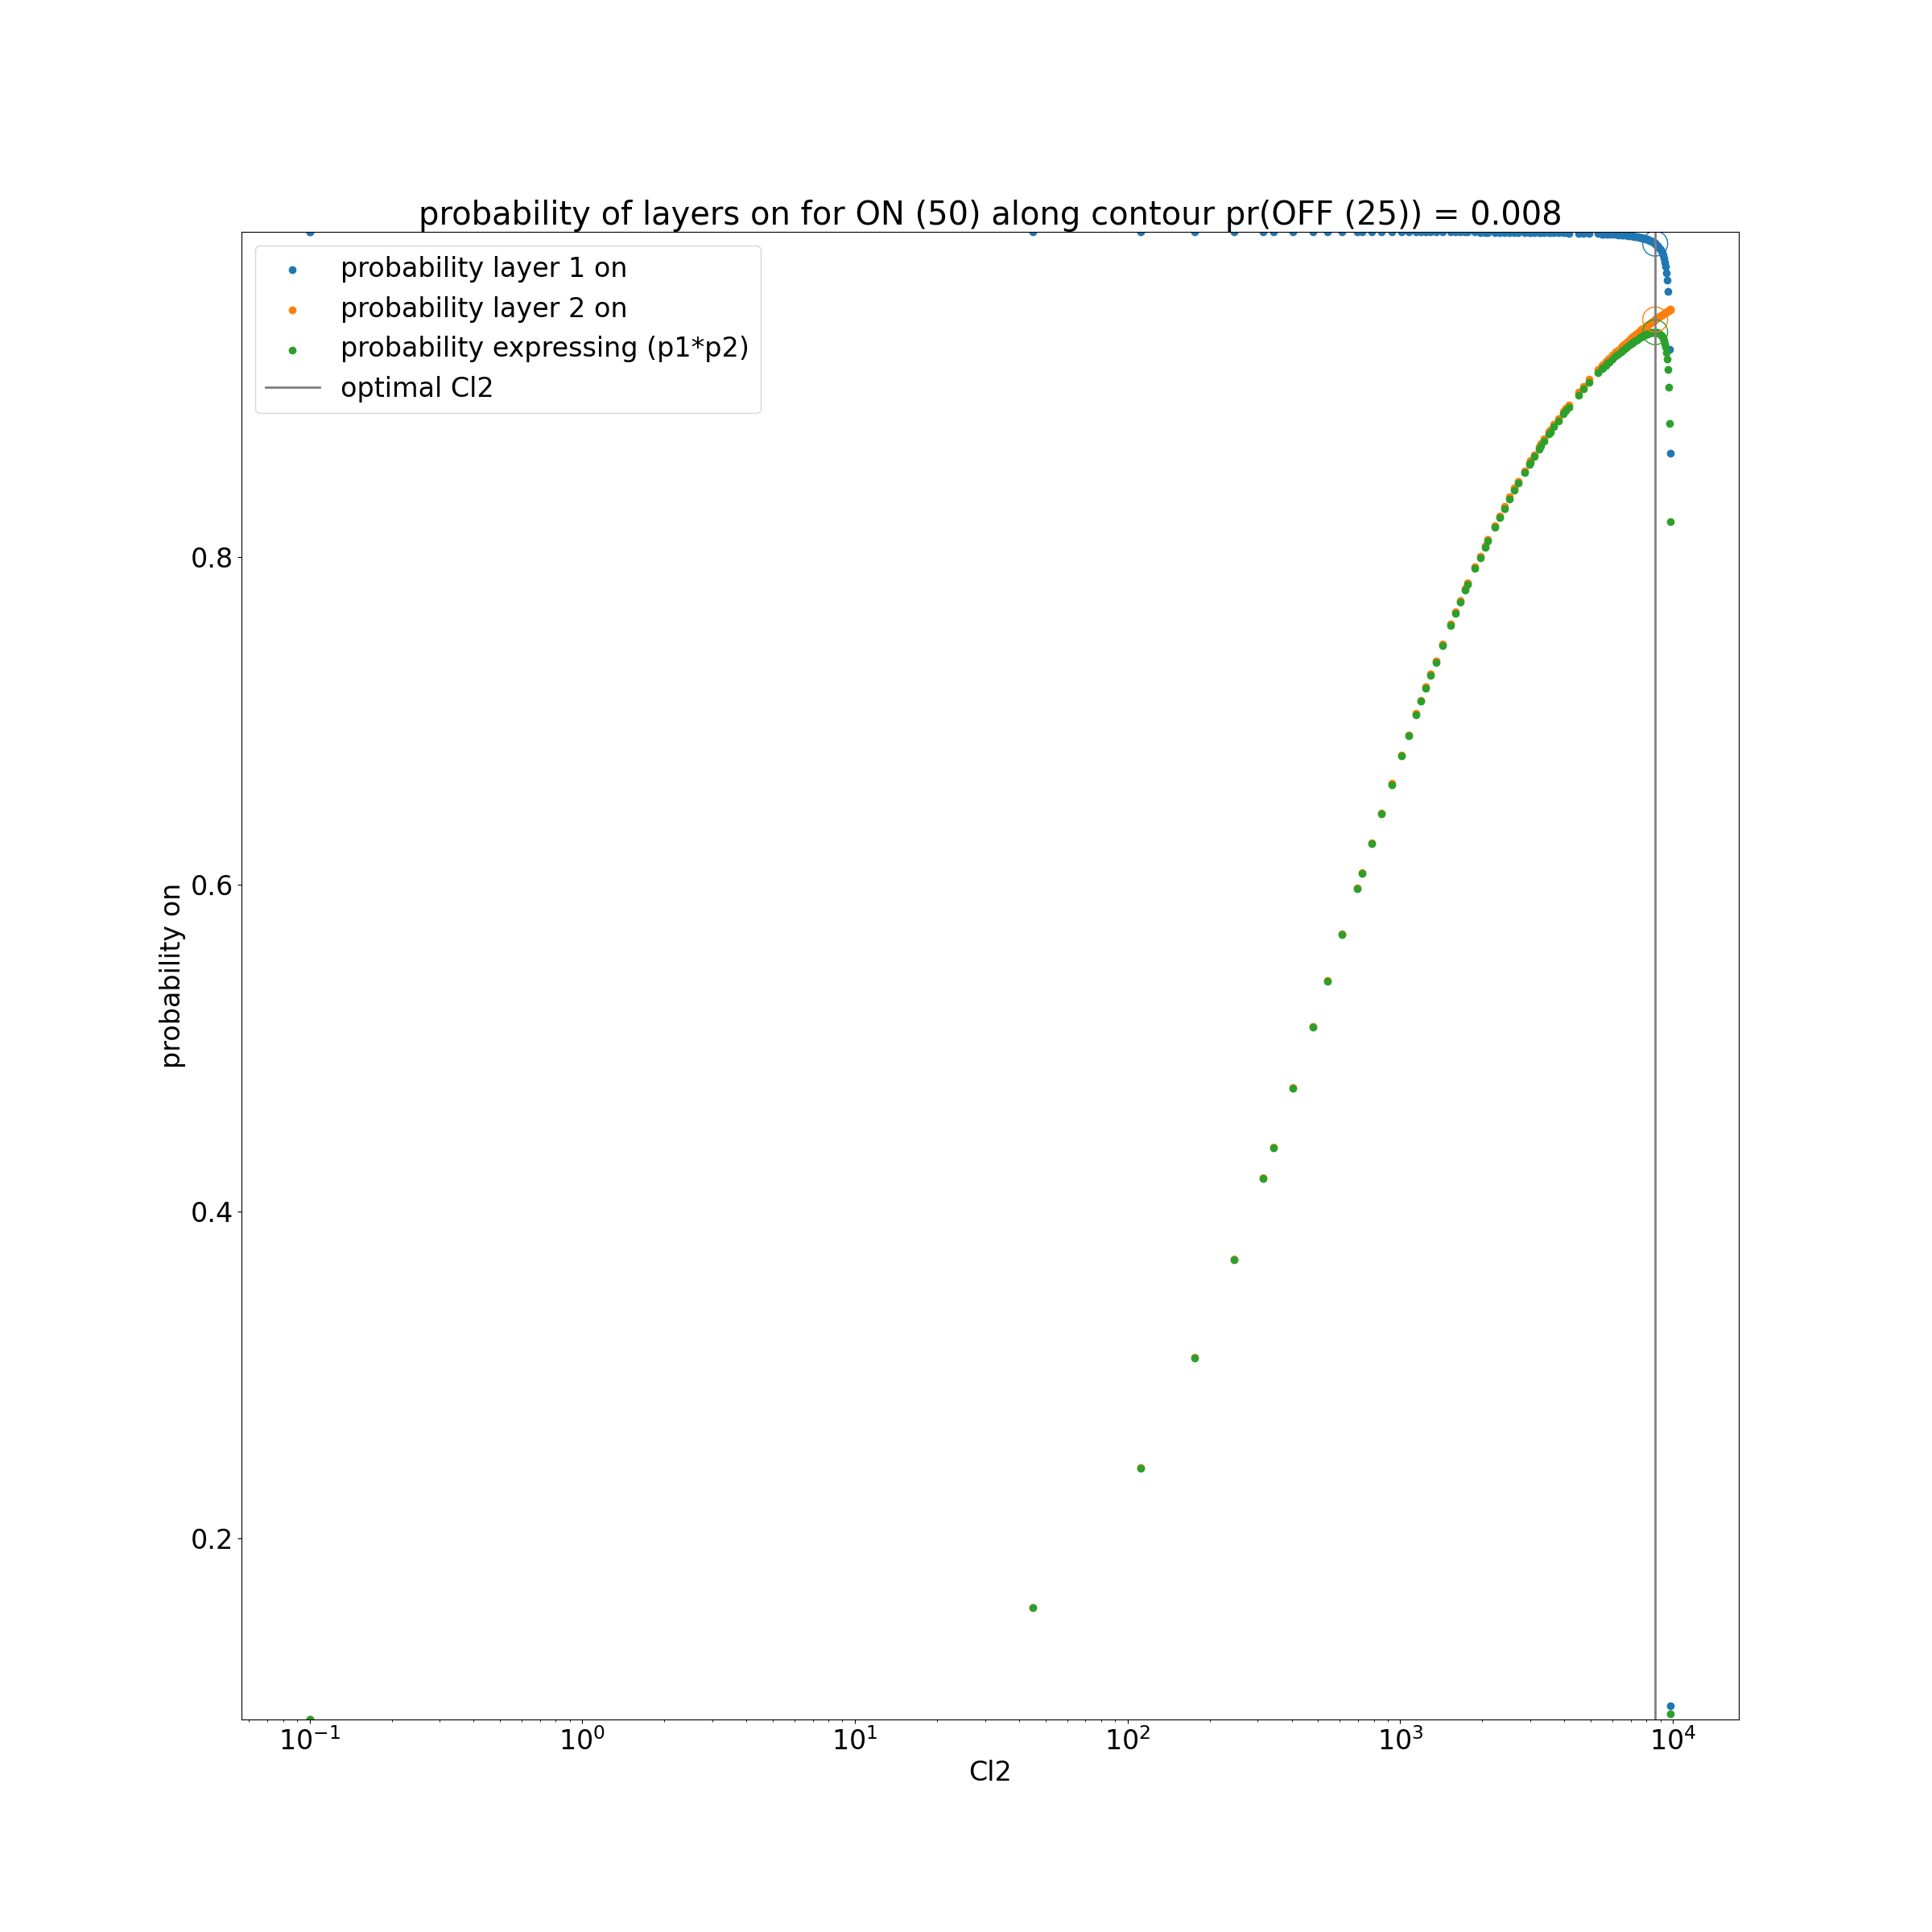 probability of layers on for ON (50) along contour pr(OFF (25)) = 0.008
probability layer 1 on
probability layer 2 on
probability expressing (p1*p2)
optimal Cl2
0.8
0.6
0.4
0.2
probability on
10⁻¹ 10⁰ 10¹ 10² 10³ 10⁴
Cl2